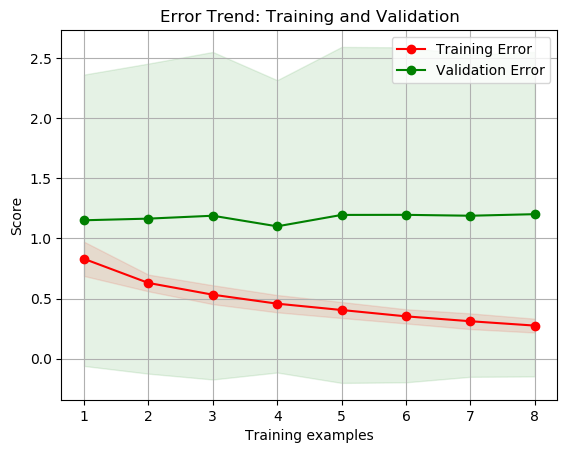 Error Trend: Training and Validation
Training Error
Validation Error
2.5
2.0
1.5
1.0
0.5
0.0
Score
1 2 3 4 5 6 7 8
Training examples